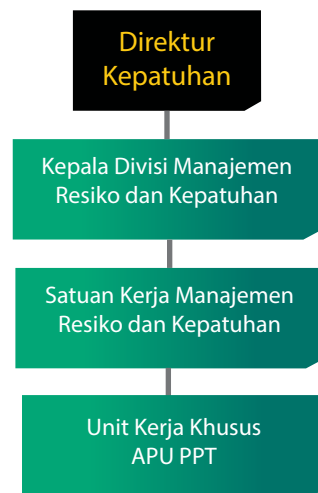 Direktur
Kepatuhan
Kepala Divisi Manajemen
Resiko dan Kepatuhan
Satuan Kerja Manajemen
Resiko dan Kepatuhan
Unit Kerja Khusus
APU PPT